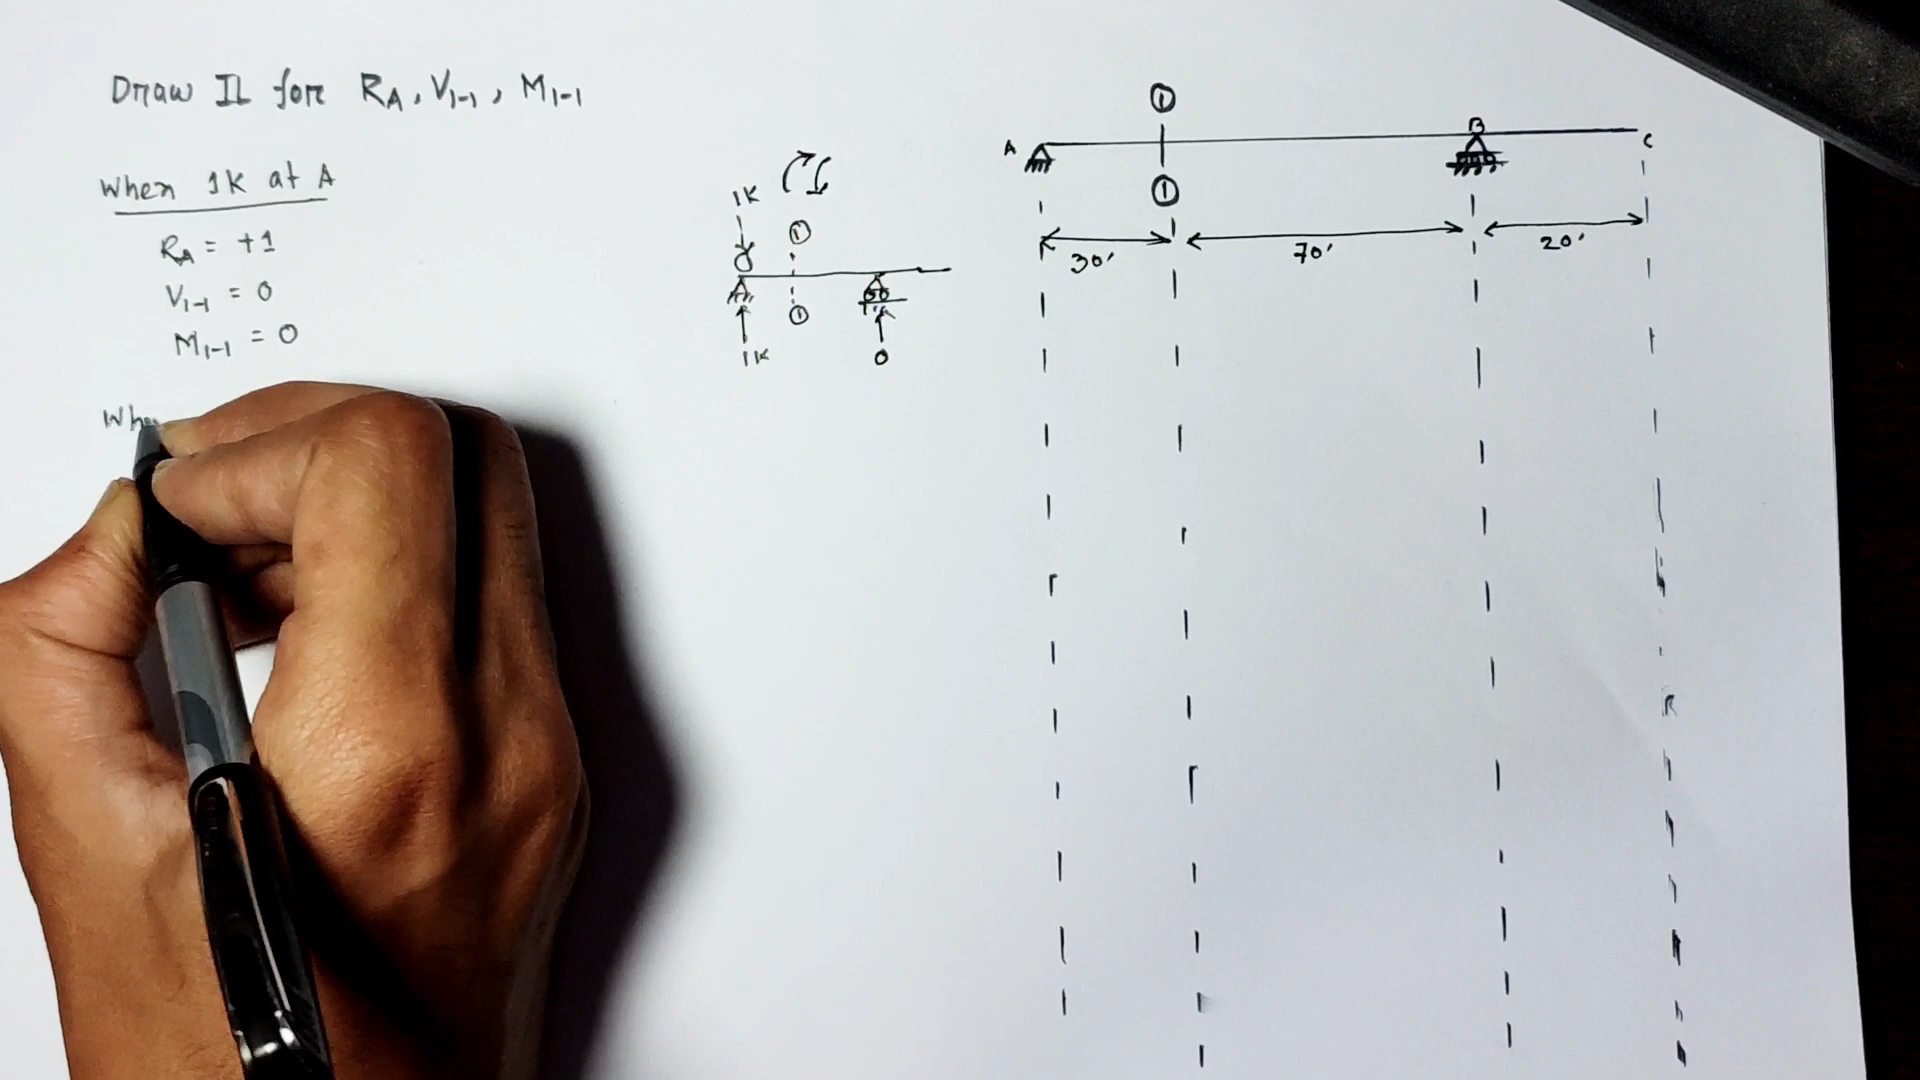 Draw IL for RA, V1-1, M1-1
When 1K at A
RA = +1
V1-1 = 0
M1-1 = 0
1K
1
1
1K
0
1
A
B
C
1
30'
70'
20'